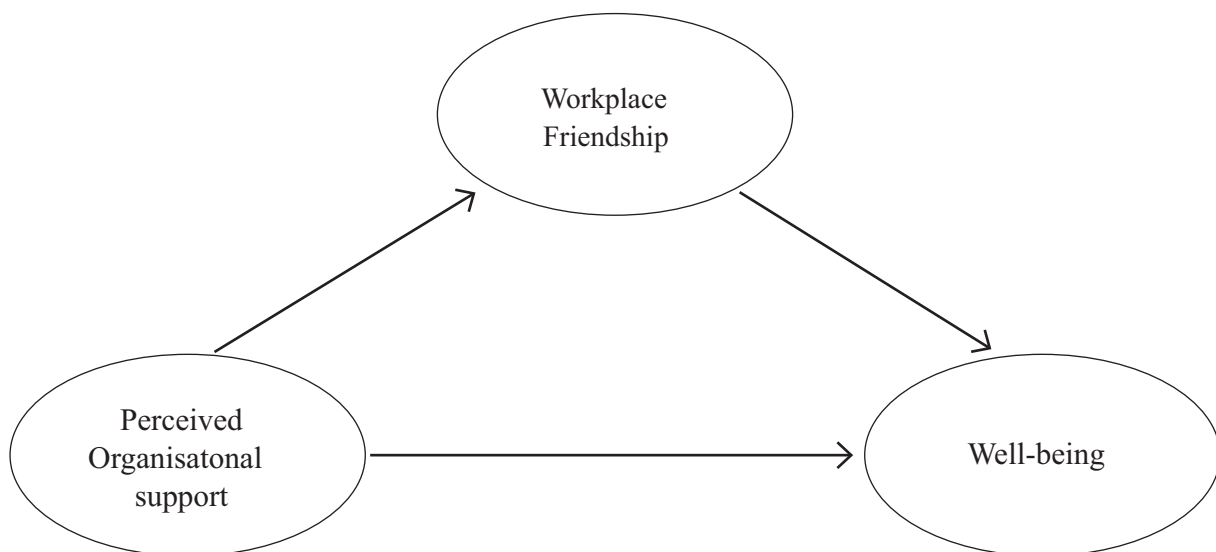 Workplace
Friendship
Perceived
Organisatonal
support
Well-being